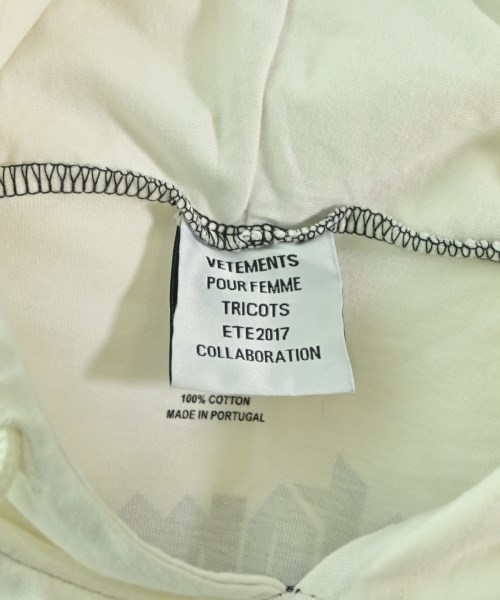 VETEMENTS
POUR FEMME
TRICOTS
ETE2017
COLLABORATION
100% COTTON
MADE IN PORTUGAL